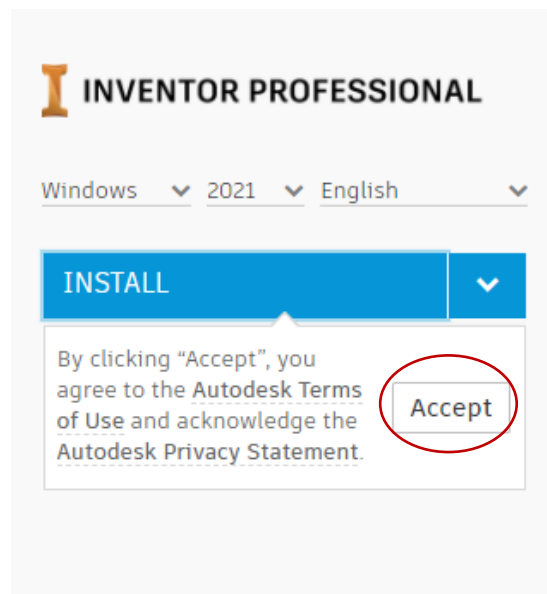 INVENTOR PROFESSIONAL
Windows 2021 English
INSTALL
By clicking “Accept”, you
agree to the Autodesk Terms
of Use and acknowledge the
Autodesk Privacy Statement.
Accept